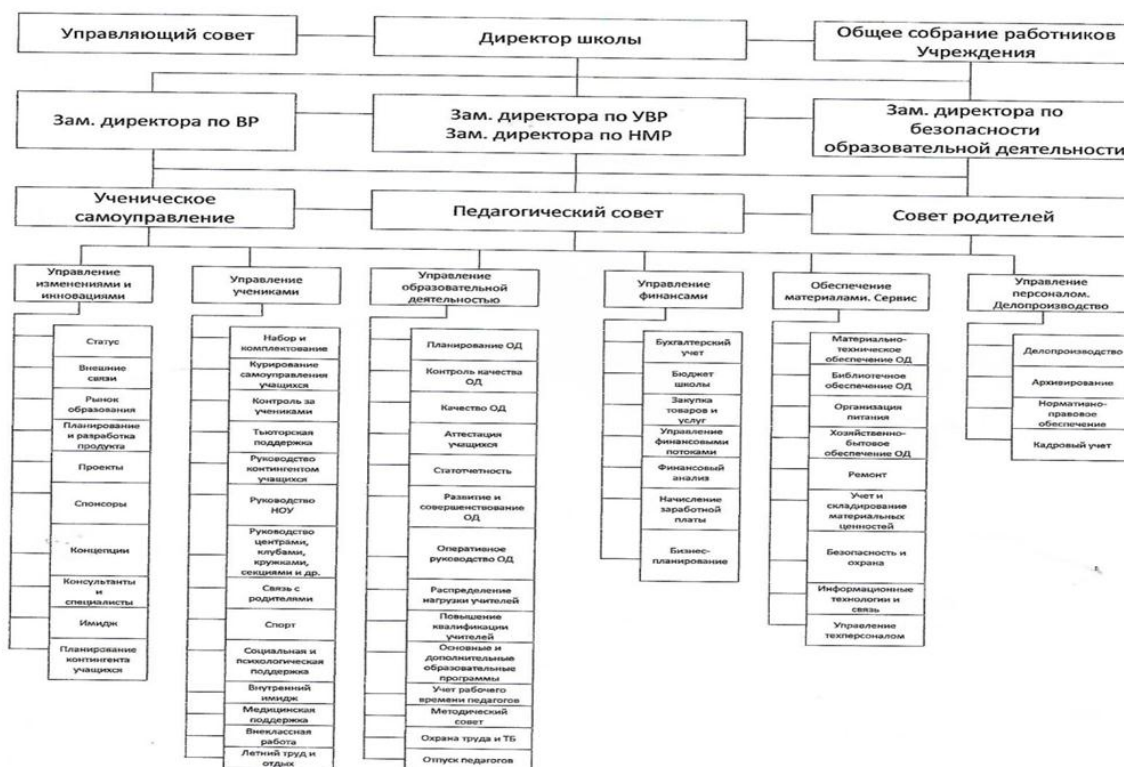 Управляющий совет
Директор школы
Общее собрание работников
Учреждения
Зам. директора по ВР
Зам. директора по УВР
Зам. директора по НМР
Зам. директора по
безопасности
образовательной деятельности
Ученическое
самоуправление
Педагогический совет
Совет родителей
Управление
изменениями и
инновациями
Статус
Внешние
связи
Рынок
образования
Планирование
и разработка
продукта
Проекты
Спонсоры
Концепции
Консультанты
и
специалисты
Имидж
Планирование
контингента
учащихся
Управление
учениками
Набор и
комплектование
Курирование
самоуправления
учащихся
Контроль за
учениками
Тьюторская
поддержка
Руководство
контингентом
учащихся
Руководство
НОУ
Руководство
центрами,
клубами,
кружками,
секциями и др.
Связь с
родителями
Спорт
Социальная и
психологическая
поддержка
Внутренний
имидж
Медицинская
поддержка
Внеклассная
работа
Летний труд и
отдых
Управление
образовательной
деятельностью
Планирование ОД
Контроль качества
ОД
Качество ОД
Аттестация
учащихся
Статотчетность
Развитие и
совершенствование
ОД
Оперативное
руководство ОД
Распределение
нагрузки учителей
Повышение
квалификации
учителей
Основные и
дополнительные
образовательные
программы
Учет рабочего
времени педагогов
Методический
совет
Охрана труда и ТБ
Отпуск педагогов
Управление
финансами
Бухгалтерский
учет
Бюджет
школы
Закупка
товаров и
услуг
Управление
финансовыми
потоками
Финансовый
анализ
Начисление
заработной
платы
Бизнес-
планирование
Обеспечение
материалами. Сервис
Материально-
техническое
обеспечение ОД
Библиотечное
обеспечение ОД
Организация
питания
Хозяйственно-
бытовое
обеспечение ОД
Ремонт
Учет и
складирование
материальных
ценностей
Безопасность и
охрана
Информационные
технологии и
связь
Управление
техперсоналом
Управление
персоналом.
Делопроизводство
Делопроизводство
Архивирование
Нормативно-
правовое
обеспечение
Кадровый учет